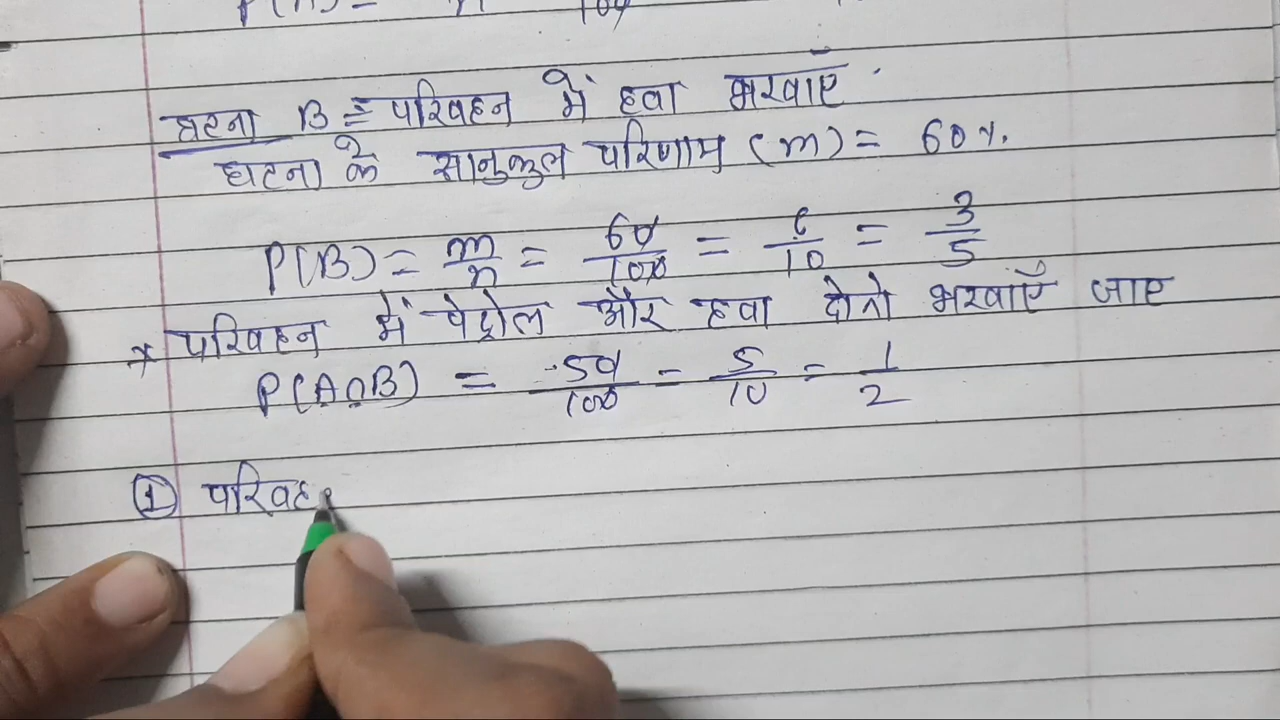 घटना B = परिवहन में हवा भरवाएँ.
घटना के सानुकुल परिणाम (m) = 60%.
P(B) = m/n = 60/100 = 6/10 = 3/5
* परिवहन में पेट्रोल और हवा दोनो भरवाएँ जाए
P(A∩B) = 50/100 = 5/10 = 1/2
① परिवह